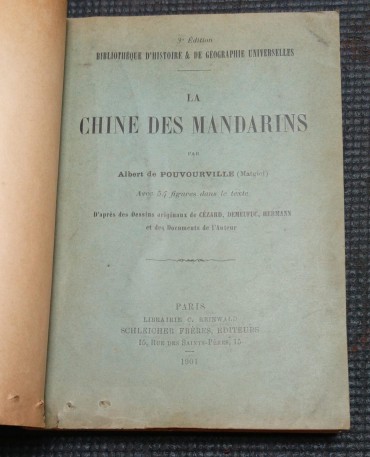 Édition
BIBLIOTHÈQUE D'HISTOIRE & DE GÉOGRAPHIE UNIVERSELLES
LA
CHINE DES MANDARINS
PAR
Albert de POUVOURVILLE (Matgioi)
Avec 54 figures dans le texte
D'après des Dessins originaux de CÉZARD, HERMANN
et des Documents de l'Auteur
PARIS
LIBRAIRIE C. REINWALD
SCHLEICHER FRÈRES, ÉDITEURS
15, RUE DES SAINTS-PÈRES, 15
1901